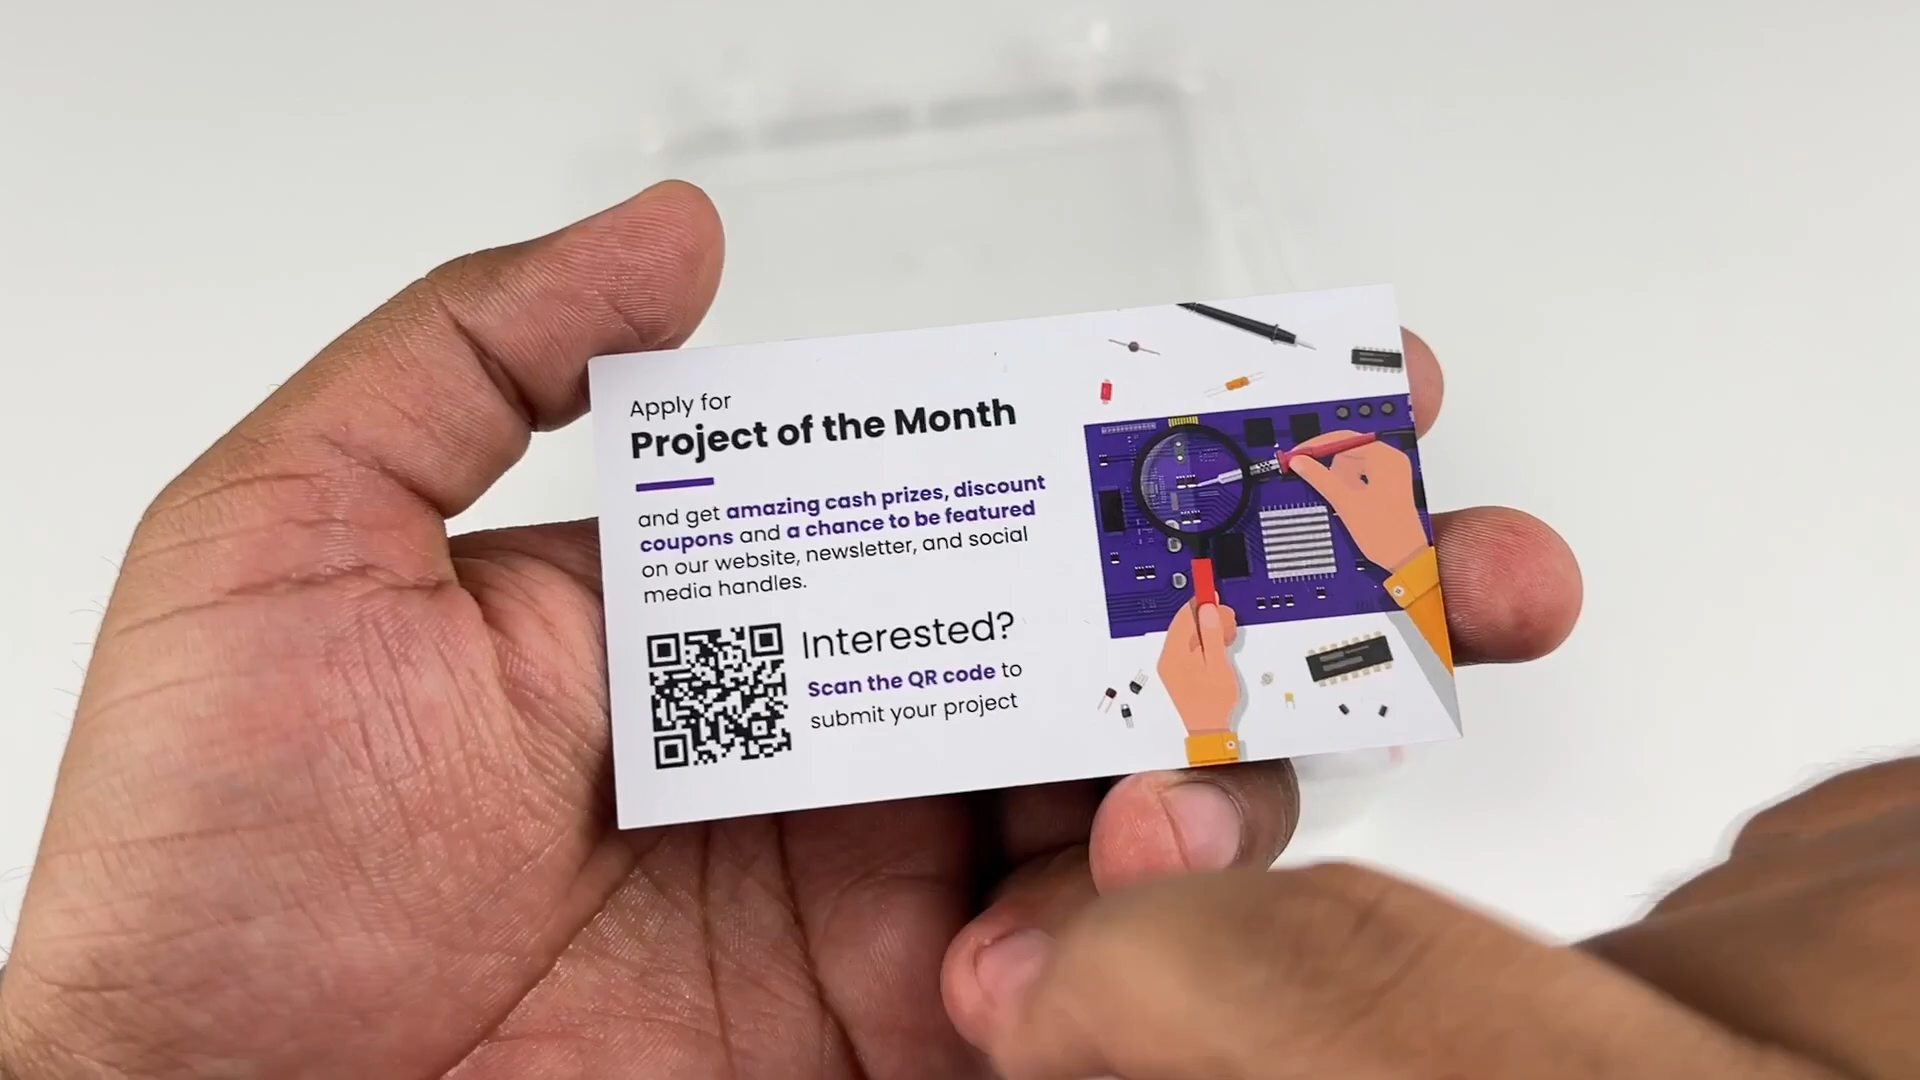 Apply for
Project of the Month
and get amazing cash prizes, discount
coupons and a chance to be featured
on our website, newsletter, and social
media handles.
Interested?
Scan the QR code to
submit your project